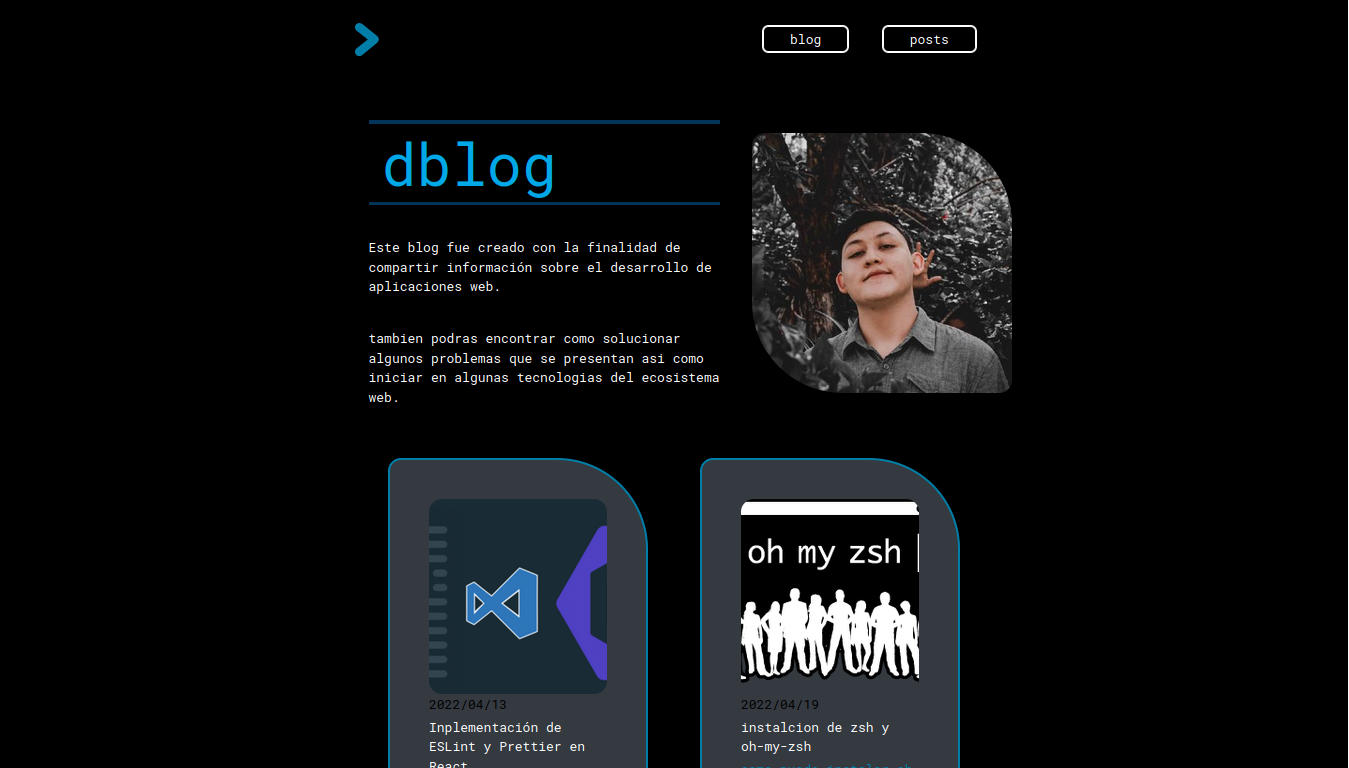 blog
posts
dblog
Este blog fue creado con la finalidad de
compartir información sobre el desarrollo de
aplicaciones web.
tambien podras encontrar como solucionar
algunos problemas que se presentan asi como
iniciar en algunas tecnologias del ecosistema
web.
oh my zsh
2022/04/13
Inplementación de
ESLint y Prettier en
React
2022/04/19
instalcion de zsh y
oh-my-zsh